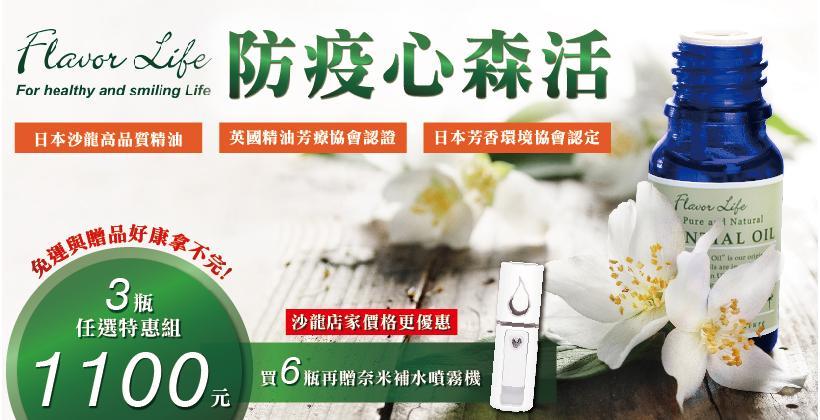 Flavor Life
For healthy and smiling Life
防疫心森活
日本沙龍高品質精油
英國精油芳療協會認證
日本芳香環境協會認定
免運與贈品好康拿不完!
3瓶
任選特惠組
1100元
沙龍店家價格更優惠
買6瓶再贈奈米補水噴霧機
Flavor Life
Pure and Natural
OIL